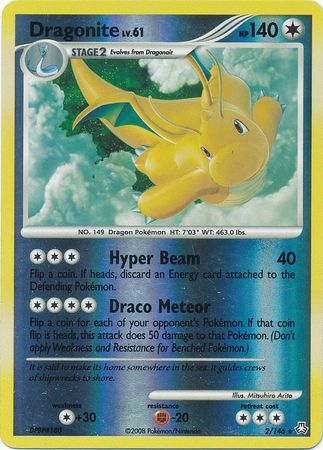 Dragonite LV.61 HP 140
STAGE2 Evolves from Dragonair
NO. 149 Dragon Pokémon HT: 7'03" WT: 463.0 lbs.
Hyper Beam 40
Flip a coin. If heads, discard an Energy card attached to the
Defending Pokémon.
Draco Meteor
Flip a coin for each of your opponent's Pokémon. If that coin
flip is heads, this attack does 50 damage to that Pokémon. (Don't
apply Weakness and Resistance for Benched Pokémon.)
It is said to make its home somewhere in the sea. It guides crews
of shipwrecks to shore.
Illus. Mitsuhiro Arita
weakness resistance retreat cost
+30 -20
DPBP#180 ©2008 Pokémon/Nintendo 2/146 ★